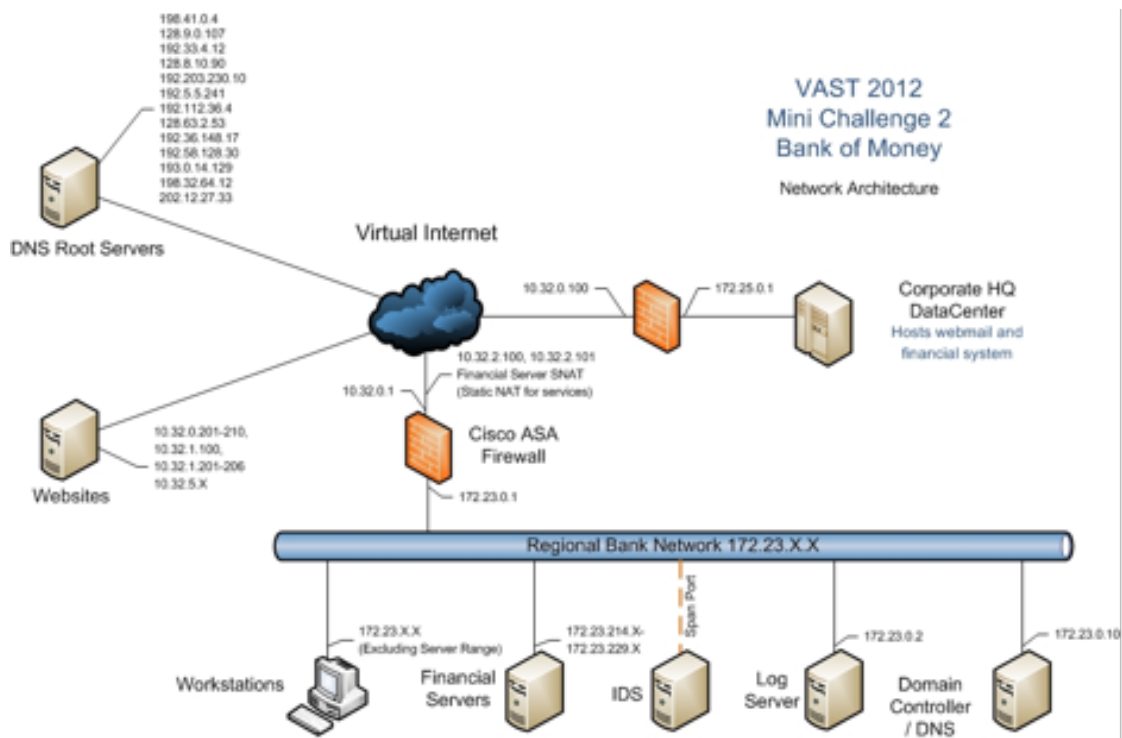 198.41.0.4
128.9.0.107
192.33.4.12
128.8.10.90
192.203.230.10
192.5.5.241
192.112.36.4
128.63.2.53
192.36.148.17
192.58.128.30
193.0.14.129
198.32.64.12
202.12.27.33
DNS Root Servers
VAST 2012
Mini Challenge 2
Bank of Money
Network Architecture
Virtual Internet
10.32.0.100
172.25.0.1
Corporate HQ
DataCenter
Hosts webmail and
financial system
10.32.2.100, 10.32.2.101
Financial Server SNAT
(Static NAT for services)
10.32.0.1
Cisco ASA
Firewall
172.23.0.1
10.32.0.201-210,
10.32.1.100,
10.32.1.201-206
10.32.5.X
Websites
Regional Bank Network 172.23.X.X
Span Port
172.23.X.X
(Excluding Server Range)
Workstations
172.23.214.X-
172.23.229.X
Financial
Servers
IDS
172.23.0.2
Log
Server
172.23.0.10
Domain
Controller
/ DNS